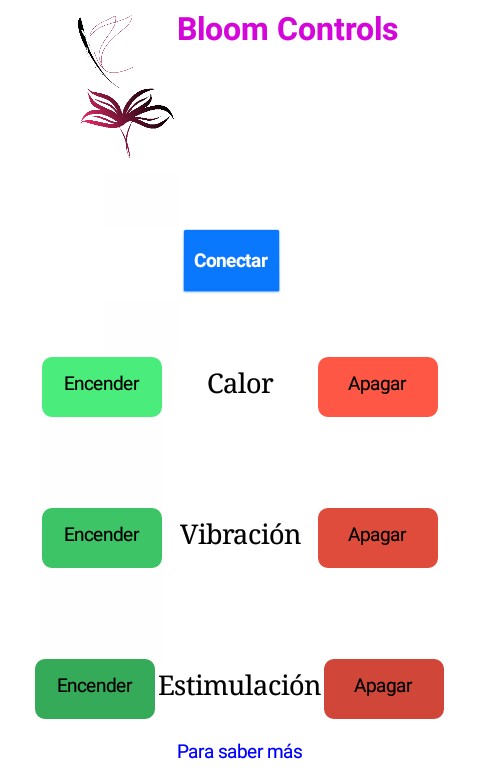 Bloom Controls
Conectar
Encender Calor Apagar
Encender Vibración Apagar
Encender Estimulación Apagar
Para saber más